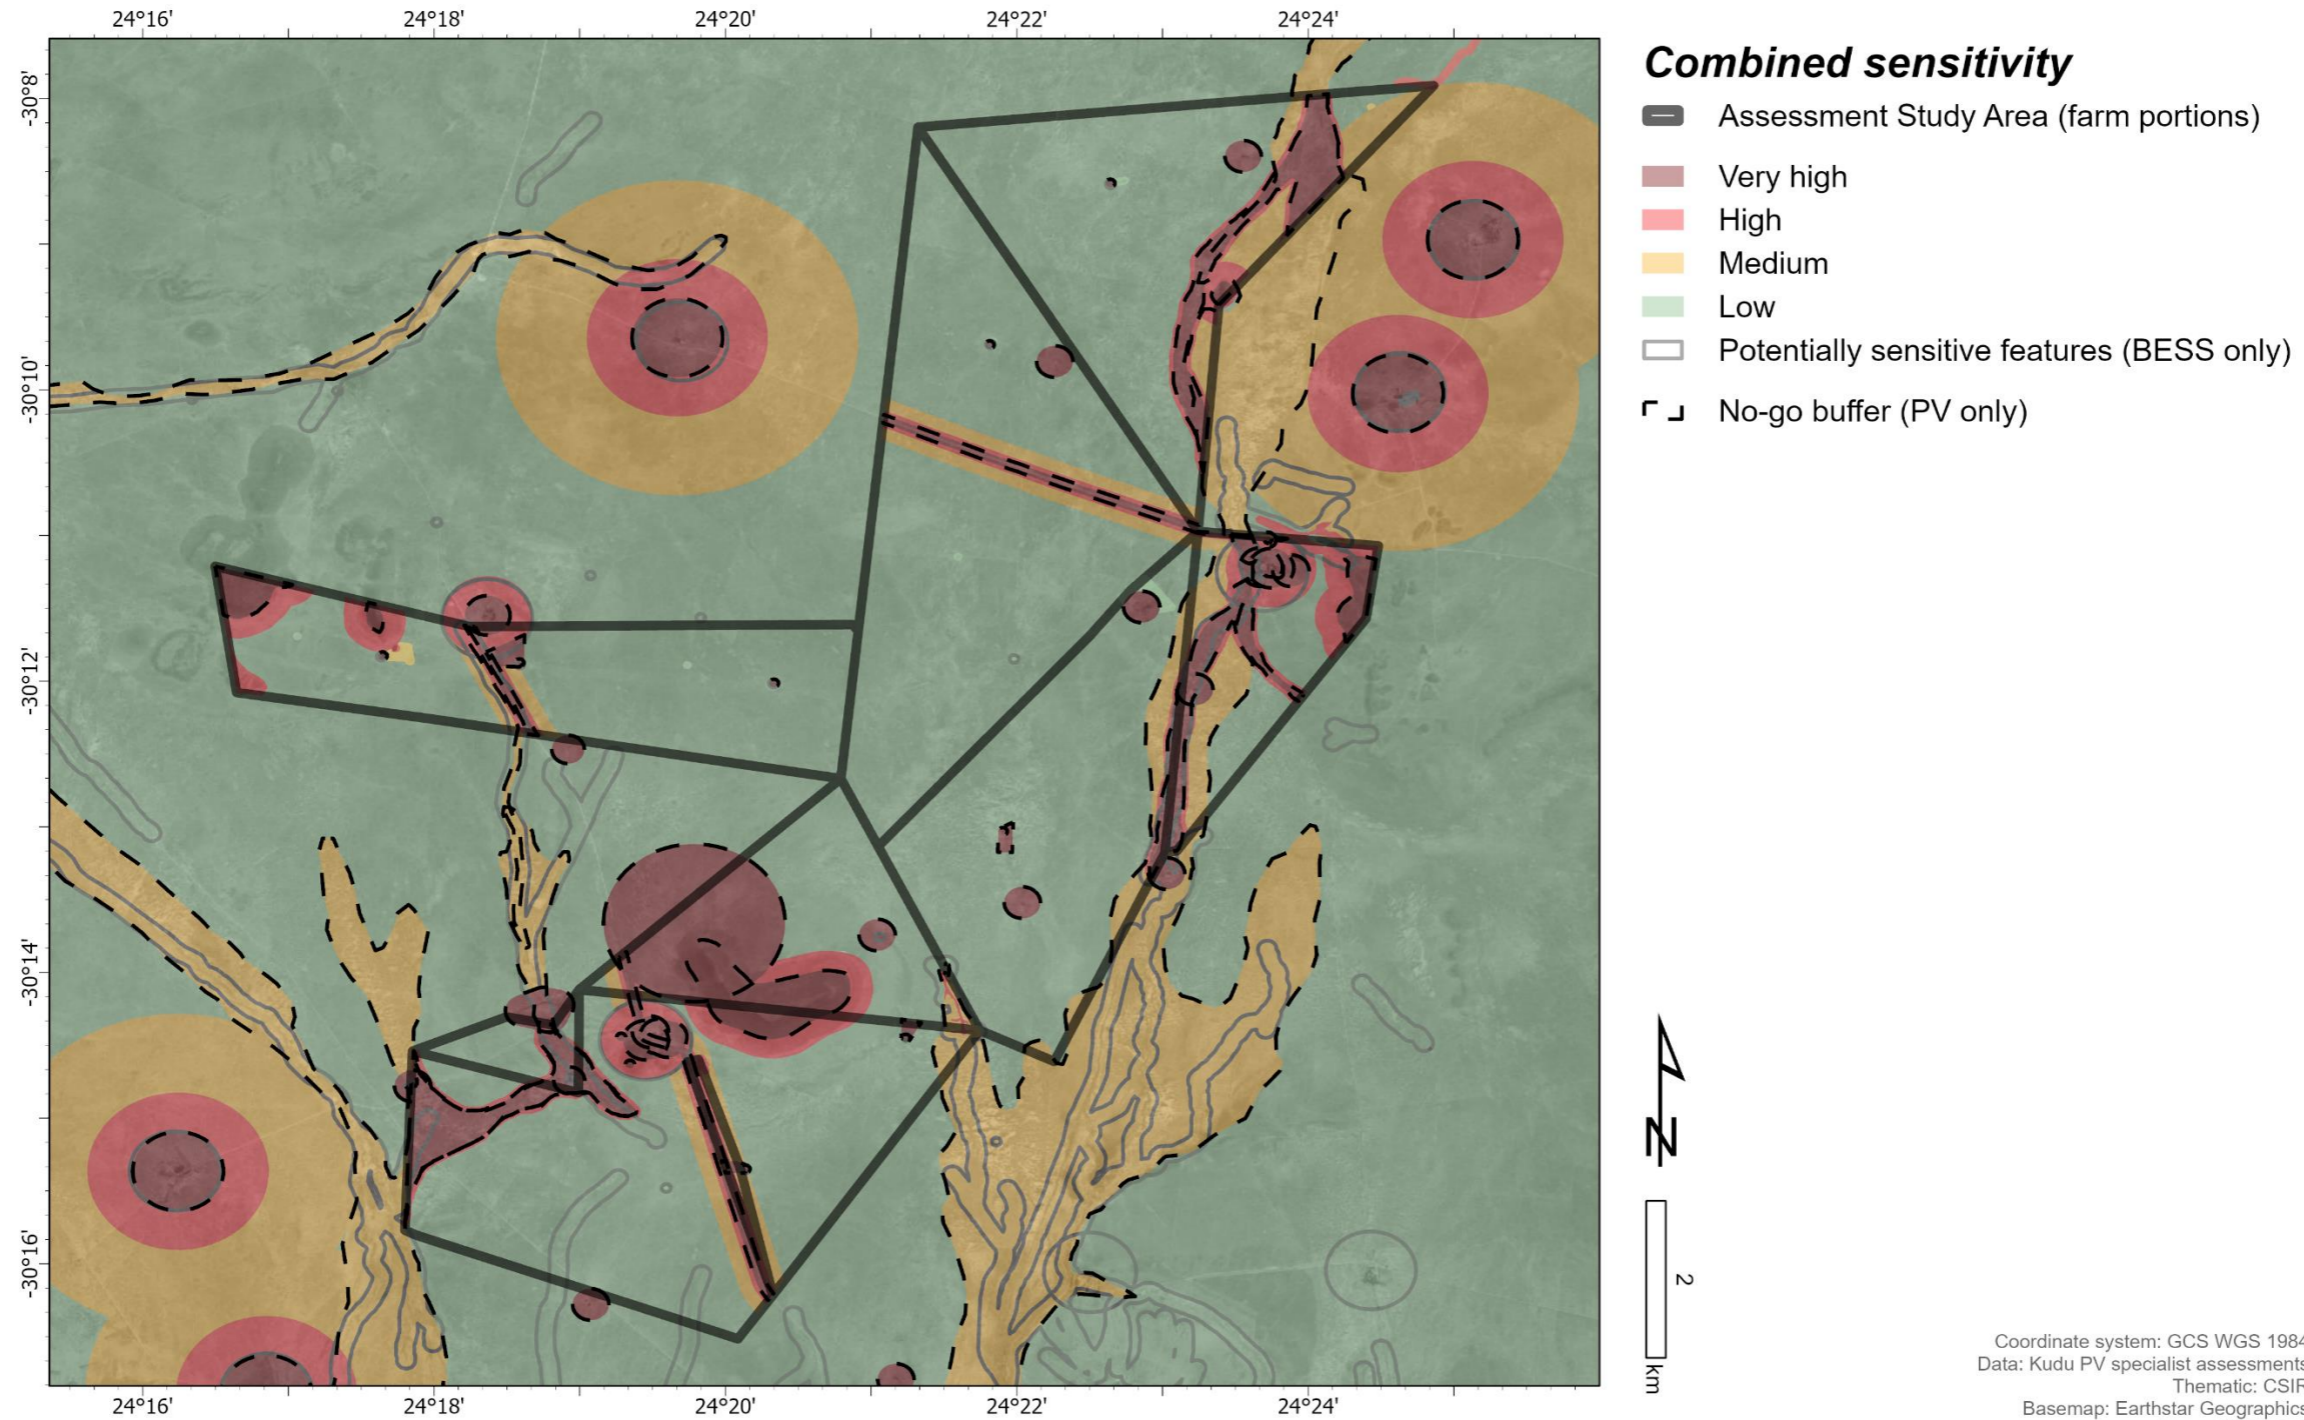 24°16' 24°18' 24°20' 24°22' 24°24'
Combined sensitivity
Assessment Study Area (farm portions)
Very high
High
Medium
Low
Potentially sensitive features (BESS only)
No-go buffer (PV only)
-30°8'
-30°10'
-30°12'
-30°14'
-30°16'
N
2
km
Coordinate system: GCS WGS 1984
Data: Kudu PV specialist assessments
Thematic: CSIR
Basemap: Earthstar Geographics
24°16' 24°18' 24°20' 24°22' 24°24'